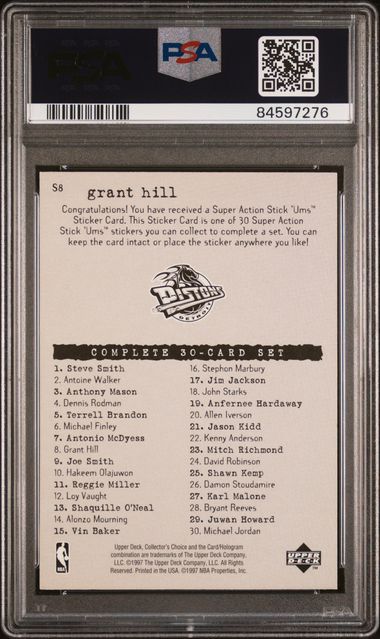 PSA
PSA
84597276
S8 grant hill
Congratulations! You have received a Super Action Stick 'Ums™
Sticker Card. This Sticker Card is one of 30 Super Action
Stick 'Ums™ stickers you can collect to complete a set. You can
keep the card intact or place the sticker anywhere you like!
PISTONS
DETROIT
COMPLETE 30-CARD SET
1. Steve Smith
2. Antoine Walker
3. Anthony Mason
4. Dennis Rodman
5. Terrell Brandon
6. Michael Finley
7. Antonio McDyess
8. Grant Hill
9. Joe Smith
10. Hakeem Olajuwon
11. Reggie Miller
12. Loy Vaught
13. Shaquille O'Neal
14. Alonzo Mourning
15. Vin Baker
16. Stephon Marbury
17. Jim Jackson
18. John Starks
19. Anfernee Hardaway
20. Allen Iverson
21. Jason Kidd
22. Kenny Anderson
23. Mitch Richmond
24. David Robinson
25. Shawn Kemp
26. Damon Stoudamire
27. Karl Malone
28. Bryant Reeves
29. Juwan Howard
30. Michael Jordan
NBA
Upper Deck, Collector's Choice and the Card/Hologram
combination are trademarks of The Upper Deck Company,
LLC. ©1997 The Upper Deck Company, LLC. All Rights
Reserved. Printed in the USA. ©1997 NBA Properties, Inc.
UPPER
DECK